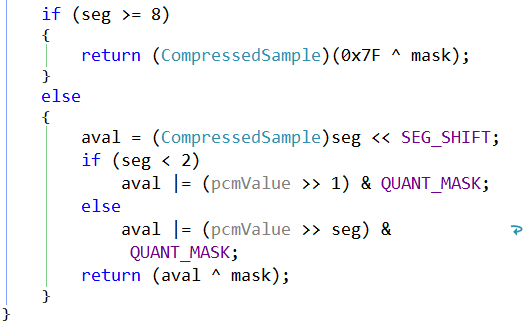 if (seg >= 8)
{
return (CompressedSample)(0x7F ^ mask);
}
else
{
aval = (CompressedSample)seg << SEG_SHIFT;
if (seg < 2)
aval |= (pcmValue >> 1) & QUANT_MASK;
else
aval |= (pcmValue >> seg) &
QUANT_MASK;
return (aval ^ mask);
}
}